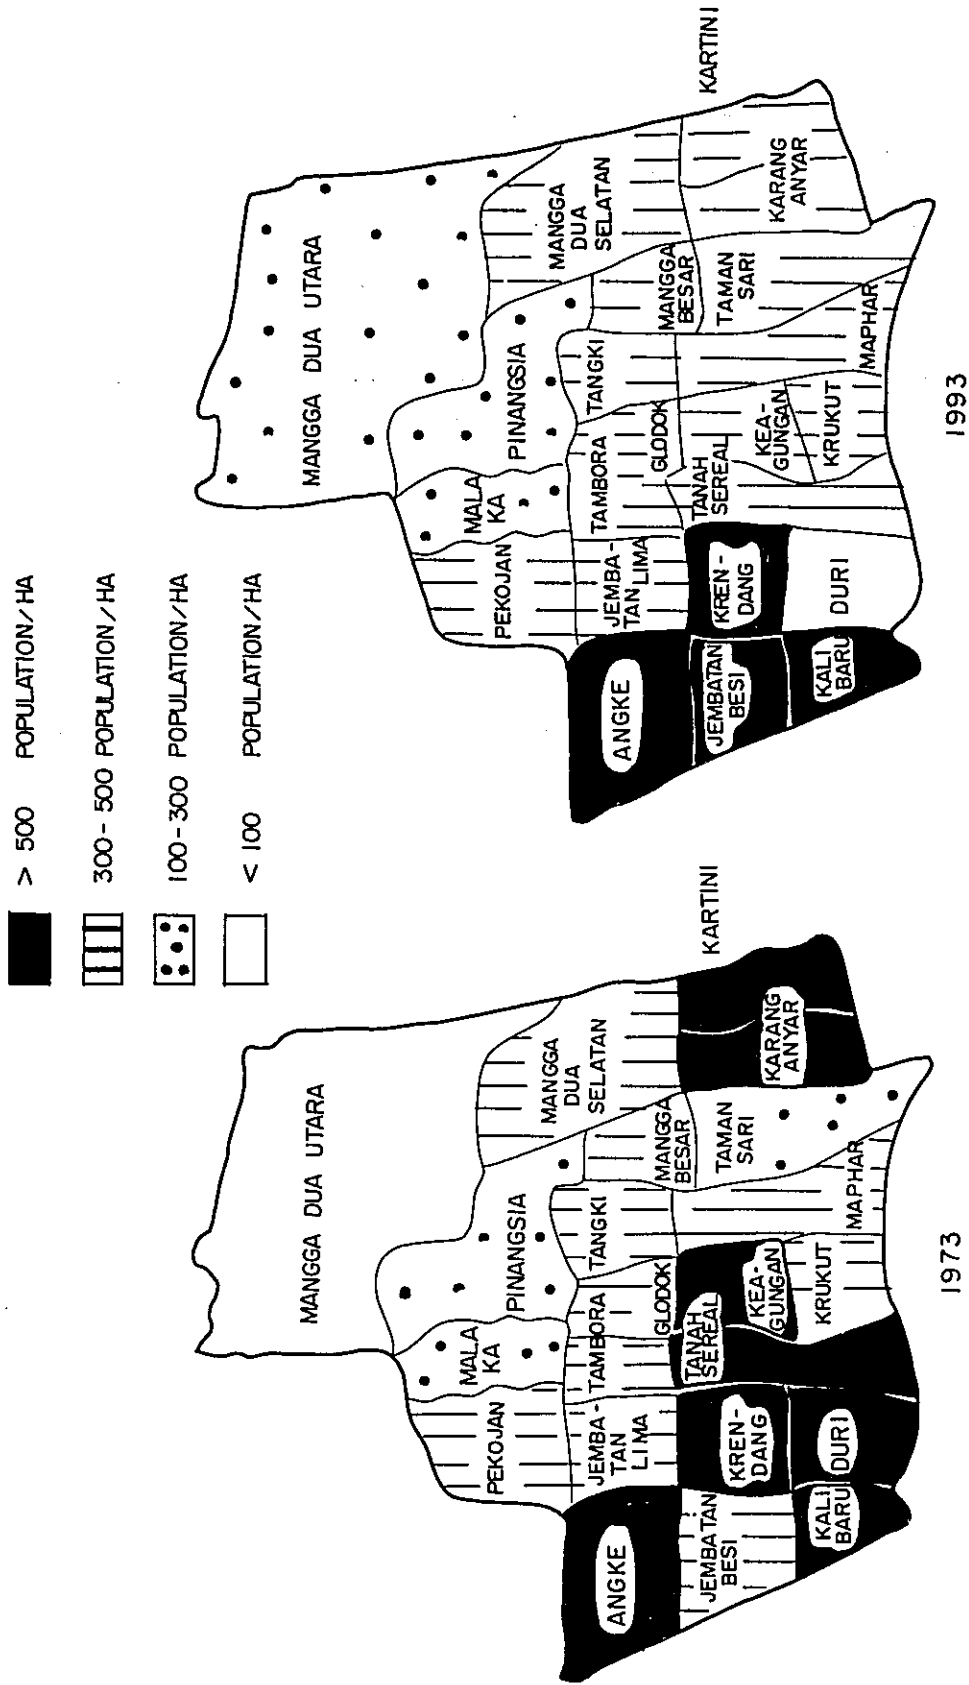 > 500 POPULATION/HA
300-500 POPULATION/HA
100-300 POPULATION/HA
< 100 POPULATION/HA
MANGGA DUA UTARA
MALA
KA
PINANGSIA
PEKOJAN
MANGGA
DUA
SELATAN
ANGKE
JEMBA-
TAN
LIMA
TAMBORA
TANGKI
GLODOK
MANGGA
BESAR
KARTINI
JEMBATAN
BESI
KREN-
DANG
TANAH
SEREAL
KEA-
GUNGAN
TAMAN
SARI
KARANG
ANYAR
KALI
BARU
DURI
KRUKUT
MAPHAR
1973
MANGGA DUA UTARA
MALA
KA
PINANGSIA
PEKOJAN
MANGGA
DUA
SELATAN
ANGKE
JEMBA-
TAN LIMA
TAMBORA
TANGKI
GLODOK
MANGGA
BESAR
KARTINI
JEMBATAN
BESI
KREN-
DANG
TANAH
SEREAL
KEA-
GUNGAN
TAMAN
SARI
KARANG
ANYAR
KALI
BARU
DURI
KRUKUT
MAPHAR
1993